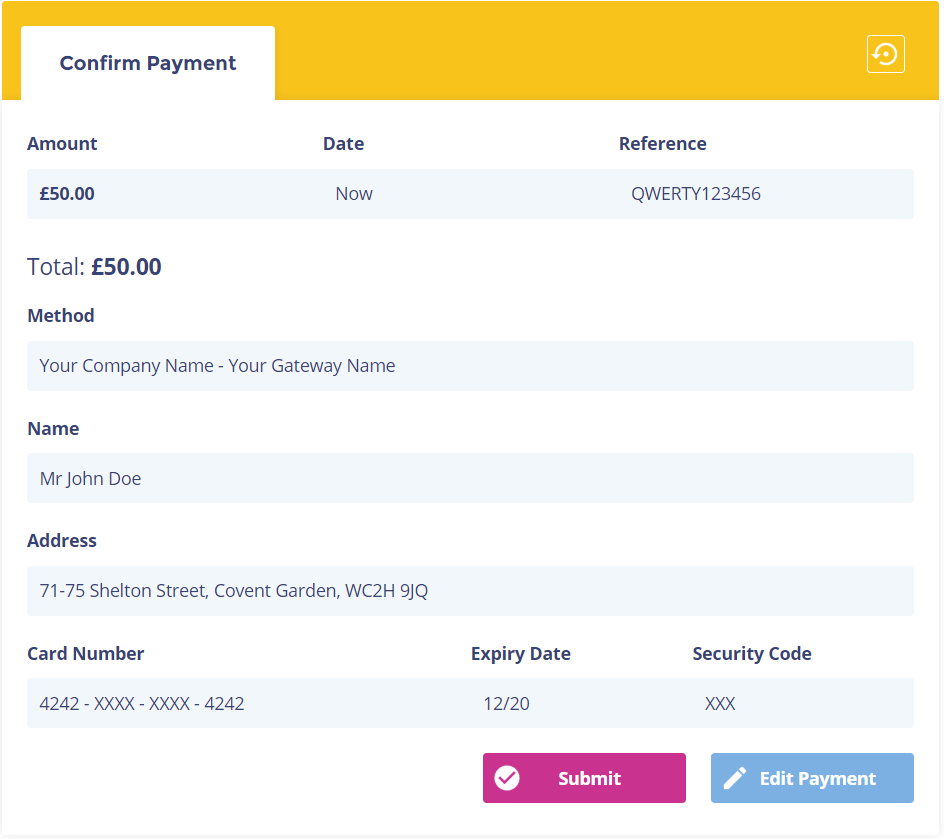 Confirm Payment
Amount Date Reference
£50.00 Now QWERTY123456
Total: £50.00
Method
Your Company Name - Your Gateway Name
Name
Mr John Doe
Address
71-75 Shelton Street, Covent Garden, WC2H 9JQ
Card Number Expiry Date Security Code
4242 - XXXX - XXXX - 4242 12/20 XXX
Submit Edit Payment